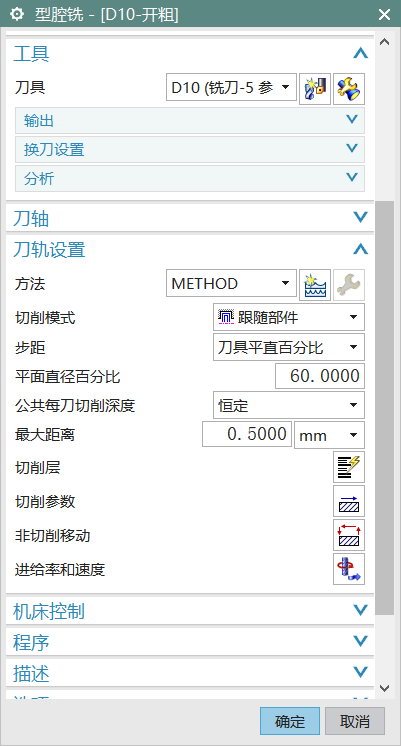 型腔铣 - [D10-开粗]
工具
刀具 D10 (铣刀-5 参
输出
换刀设置
分析
刀轴
刀轨设置
方法 METHOD
切削模式 跟随部件
步距 刀具平直百分比
平面直径百分比 60.0000
公共每刀切削深度 恒定
最大距离 0.5000 mm
切削层
切削参数
非切削移动
进给率和速度
机床控制
程序
描述
确定 取消